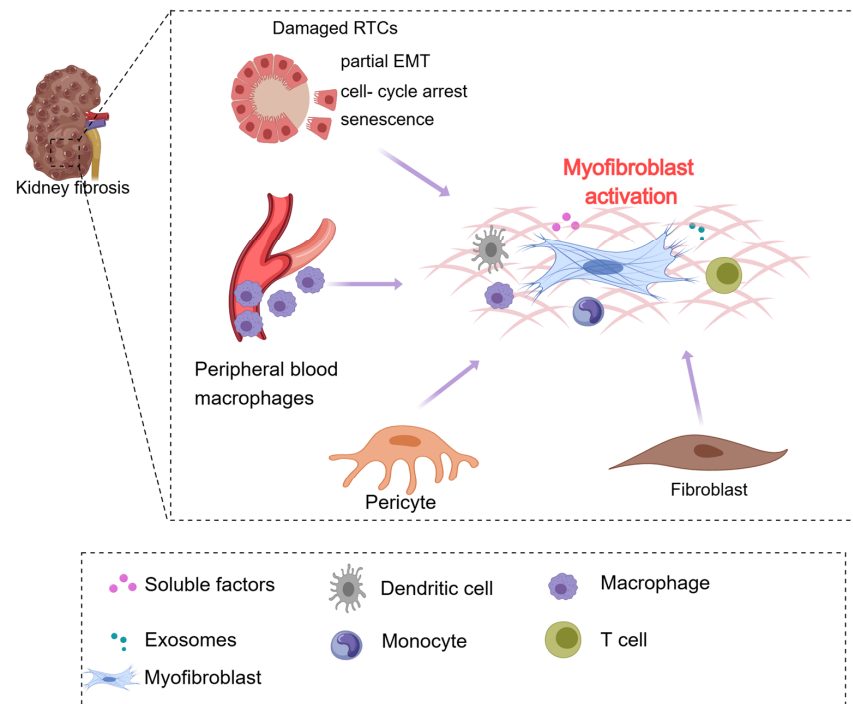 Damaged RTCs
partial EMT
cell- cycle arrest
senescence
Kidney fibrosis
Myofibroblast
activation
Peripheral blood
macrophages
Pericyte
Fibroblast
Soluble factors
Dendritic cell
Macrophage
Exosomes
Monocyte
T cell
Myofibroblast